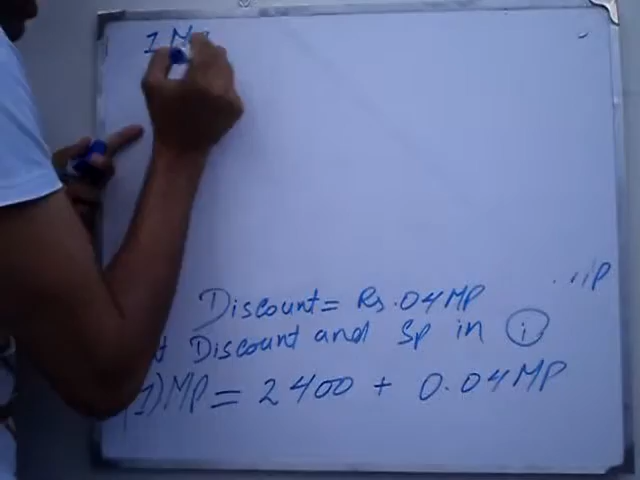 1 M
Discount = Rs .04MP
Discount and Sp in (i)
(1) MP = 2400 + 0.04MP